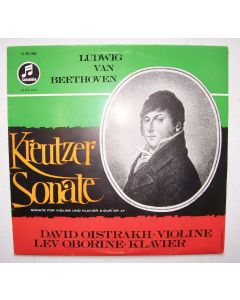 Columbia
LUDWIG
VAN
BEETHOVEN
Kreutzer
Sonate
SONATE FÜR VIOLINE UND KLAVIER A-DUR OP. 47
DAVID OISTRAKH · VIOLINE
LEV OBORINE · KLAVIER